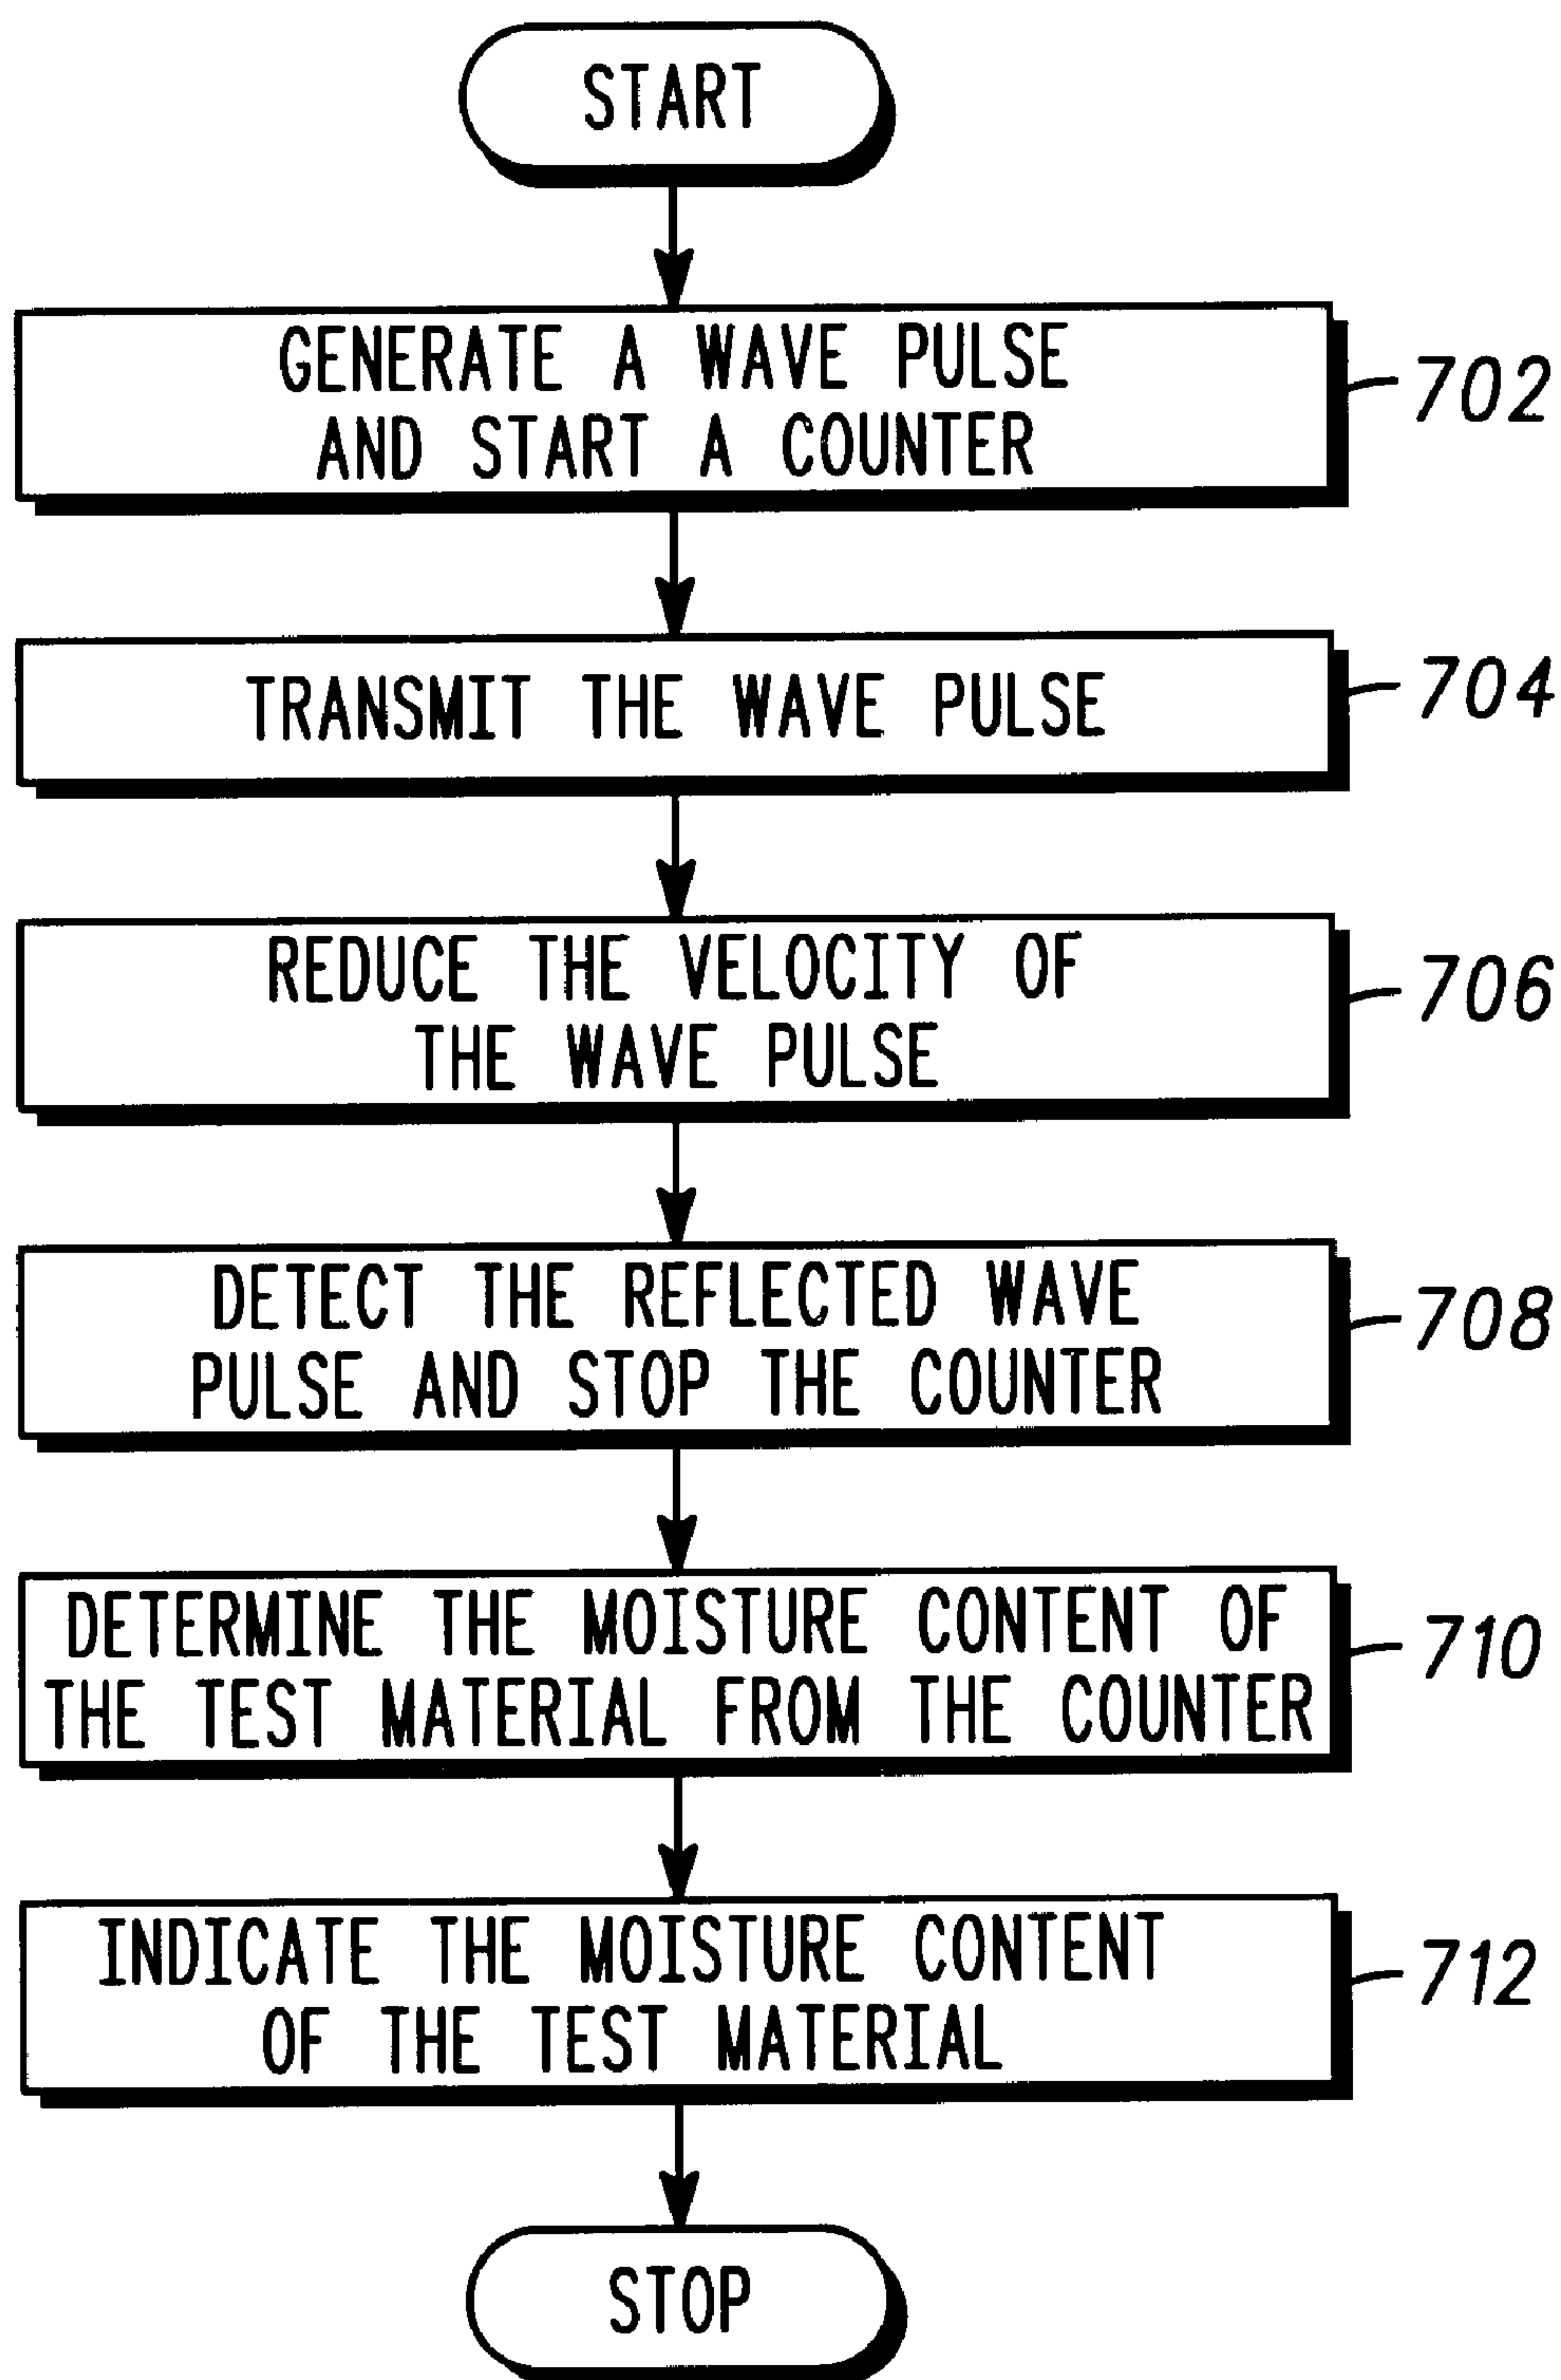 START
GENERATE A WAVE PULSE
AND START A COUNTER
702
TRANSMIT THE WAVE PULSE
704
REDUCE THE VELOCITY OF
THE WAVE PULSE
706
DETECT THE REFLECTED WAVE
PULSE AND STOP THE COUNTER
708
DETERMINE THE MOISTURE CONTENT OF
THE TEST MATERIAL FROM THE COUNTER
710
INDICATE THE MOISTURE CONTENT
OF THE TEST MATERIAL
712
STOP